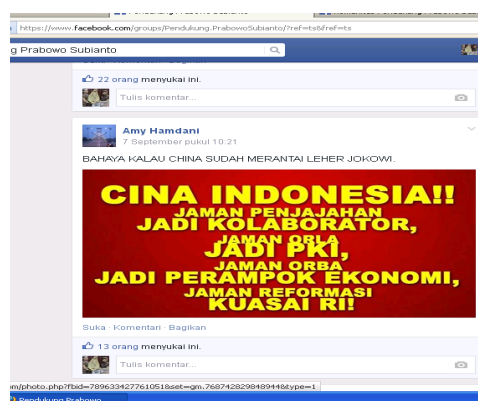 https://www.facebook.com/groups/Pendukung.PrabowoSubianto/?ref=ts&fref=ts
g Prabowo Subianto
22 orang menyukai ini.
Tulis komentar...
Amy Hamdani
7 September pukul 10:21
BAHAYA KALAU CHINA SUDAH MERANTAI LEHER JOKOWI.
CINA INDONESIA!!
JAMAN PENJAJAHAN
JADI KOLABORATOR,
JAMAN ORLA
JADI PKI,
JAMAN ORBA
JADI PERAMPOK EKONOMI,
JAMAN REFORMASI
KUASAI RI!
Suka · Komentari · Bagikan
13 orang menyukai ini.
Tulis komentar...
om/photo.php?fbid=789633427761051&set=gm.768742829848944&type=1
Pendukung Prabowo